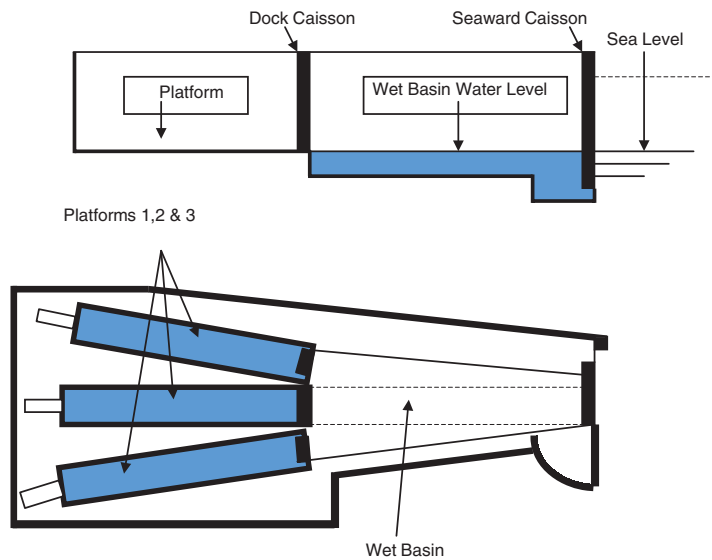 Dock Caisson
Seaward Caisson
Sea Level
Platform
Wet Basin Water Level
Platforms 1,2 & 3
Wet Basin